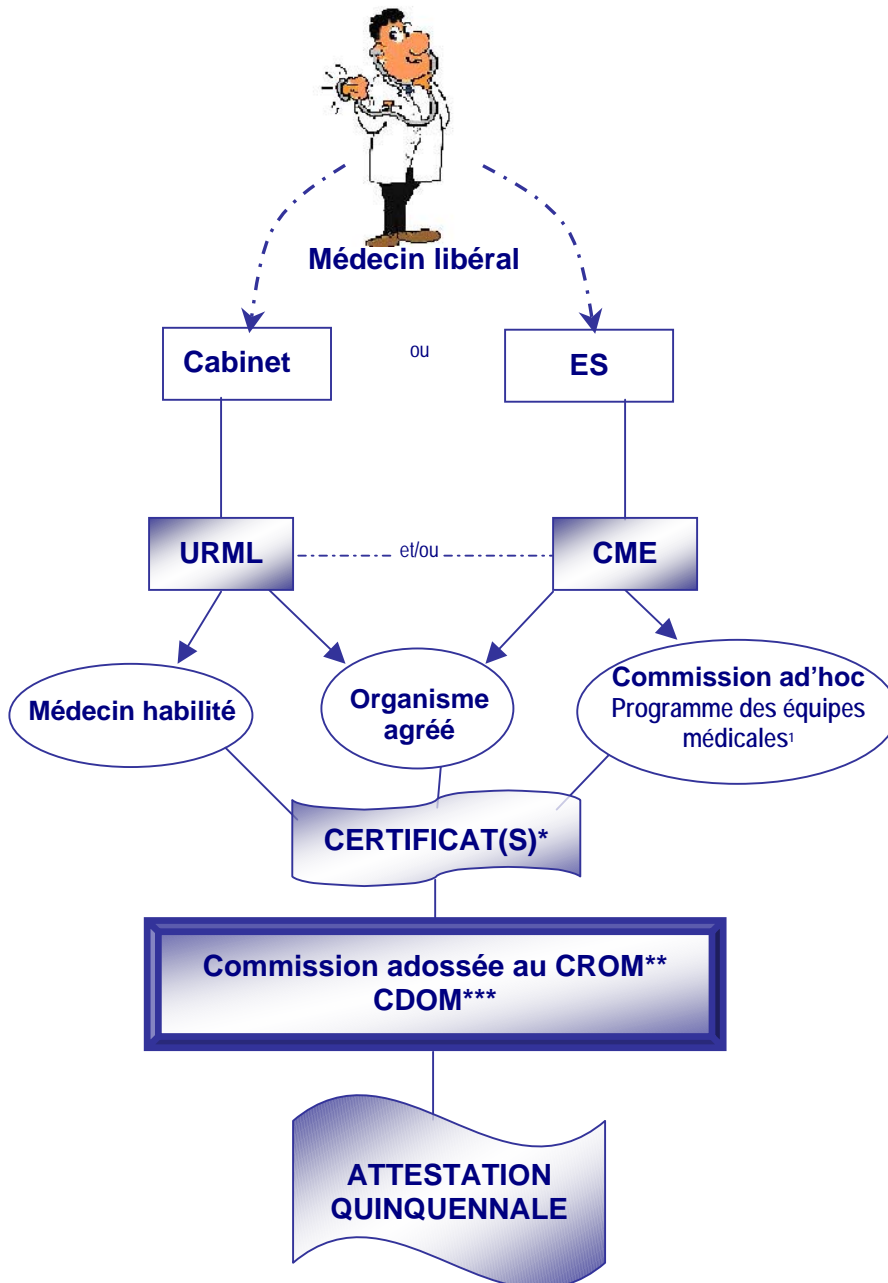 Médecin libéral
Cabinet
ou
ES
URML
et/ou
CME
Médecin habilité
Organisme
agréé
Commission ad'hoc
Programme des équipes
médicales¹
CERTIFICAT(S)*
Commission adossée au CROM**
CDOM***
ATTESTATION
QUINQUENNALE